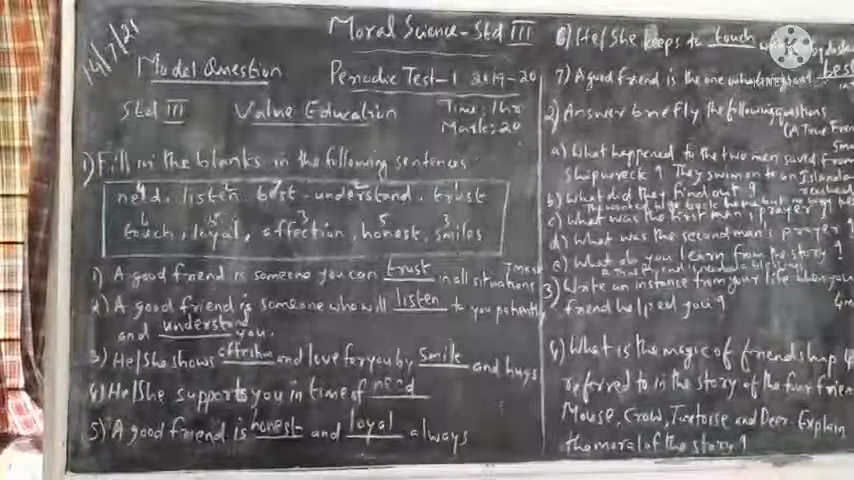 14/7/21
Moral Science - Std III
Model Question
Periodic Test-1 2019-20
Std III Value Education
Time: 1hr
Marks: 20
1) Fill in the blanks in the following sentences.
need, listen, best, understand, trust
touch, loyal, affection, honest, smiles
1) A good friend is someone you can trust in all situations
2) A good friend is someone who will listen to you patiently
and understand you.
3) He/She shows affection and love for you by smile and hugs
4) He/She supports you in time of need
5) A good friend is honest and loyal always
6) He/She keeps to touch
K
7) A good friend is the one best
2) Answer briefly the following questions
(A True Friend
a) What happened to the two men saved from
Shipwreck? They swim on to an Island
b) What did they find out?
c) What was the first man's prayer?
d) What was the second man's prayer?
e) What do you learn from the story?
3) Write an instance from your life when your
friend helped you?
4) What is the magic of friendship
referred to in the story of the four friends
Mouse, Crow, Tortoise and Deer. Explain
the moral of the story?